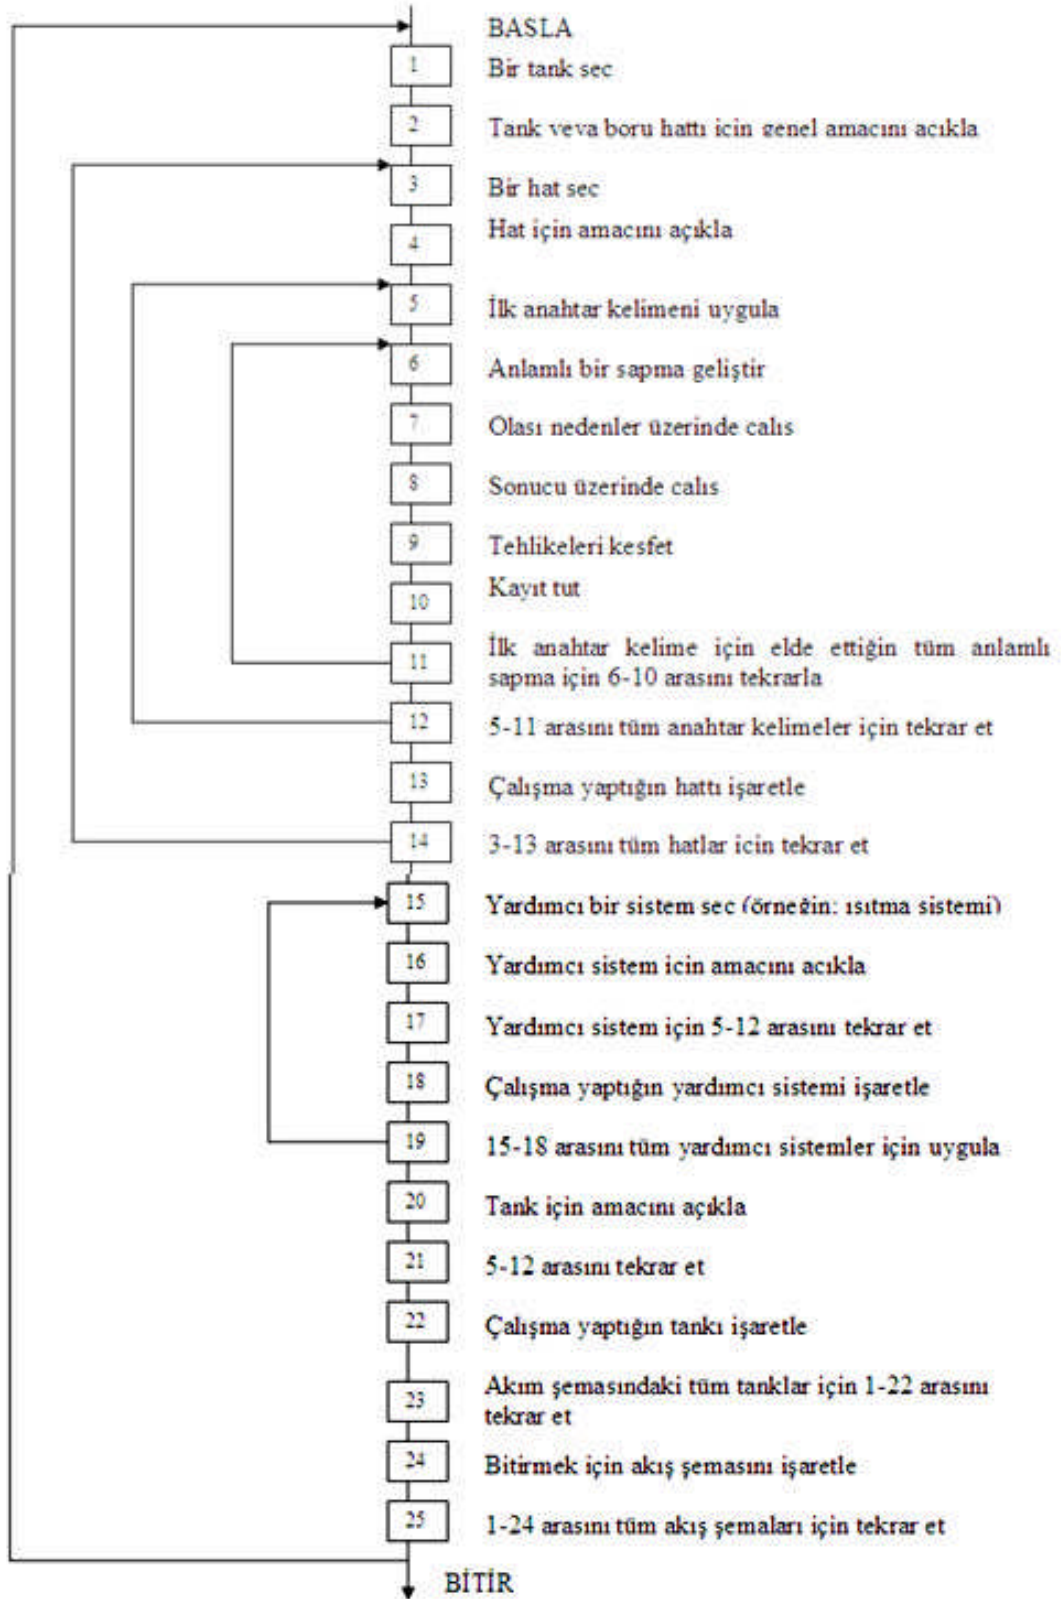 BASLA
1 Bir tank sec
2 Tank veya boru hattı icin genel amacını acıkla
3 Bir hat sec
4 Hat için amacını açıkla
5 İlk anahtar kelimeni uygula
6 Anlamlı bir sapma geliştir
7 Olası nedenler üzerinde calıs
8 Sonucu üzerinde calıs
9 Tehlikeleri kesfet
10 Kayıt tut
11 İlk anahtar kelime için elde ettiğin tüm anlamlı
sapma için 6-10 arasını tekrarla
12 5-11 arasını tüm anahtar kelimeler için tekrar et
13 Çalışma yaptığın hattı işaretle
14 3-13 arasını tüm hatlar icin tekrar et
15 Yardımcı bir sistem sec (örneğin: ısıtma sistemi)
16 Yardımcı sistem icin amacını acıkla
17 Yardımcı sistem için 5-12 arasını tekrar et
18 Çalışma yaptığın yardımcı sistemi işaretle
19 15-18 arasını tüm yardımcı sistemler için uygula
20 Tank için amacını açıkla
21 5-12 arasını tekrar et
22 Çalışma yaptığın tankı işaretle
23 Akım şemasındaki tüm tanklar için 1-22 arasını
tekrar et
24 Bitirmek için akış şemasını işaretle
25 1-24 arasını tüm akış şemaları için tekrar et
BİTİR